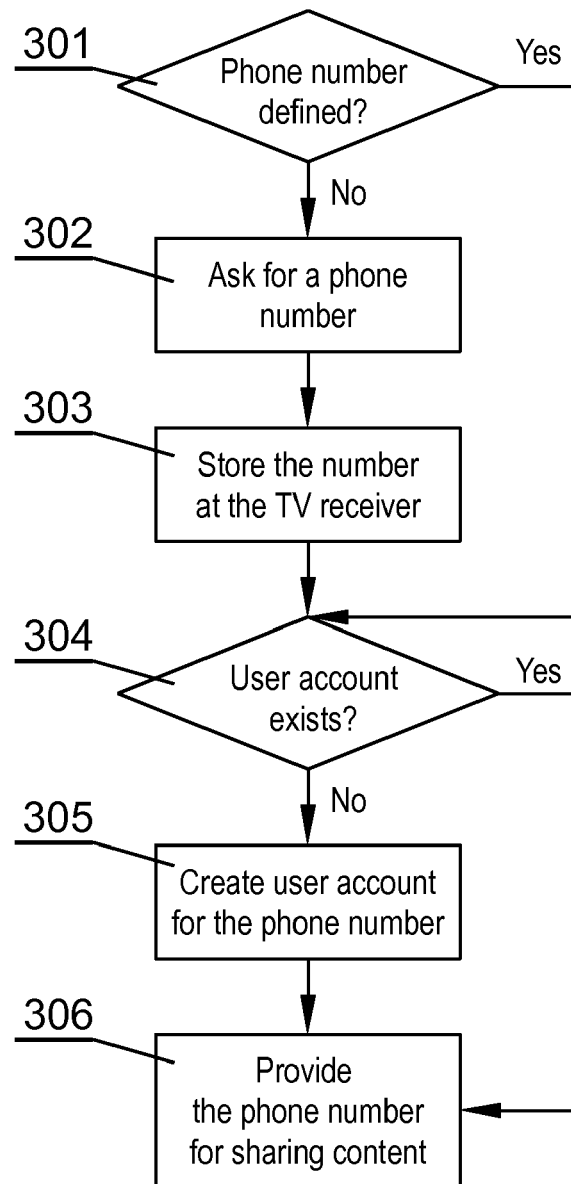 301
Phone number
defined?
Yes
No
302
Ask for a phone
number
303
Store the number
at the TV receiver
304
User account
exists?
Yes
No
305
Create user account
for the phone number
306
Provide
the phone number
for sharing content